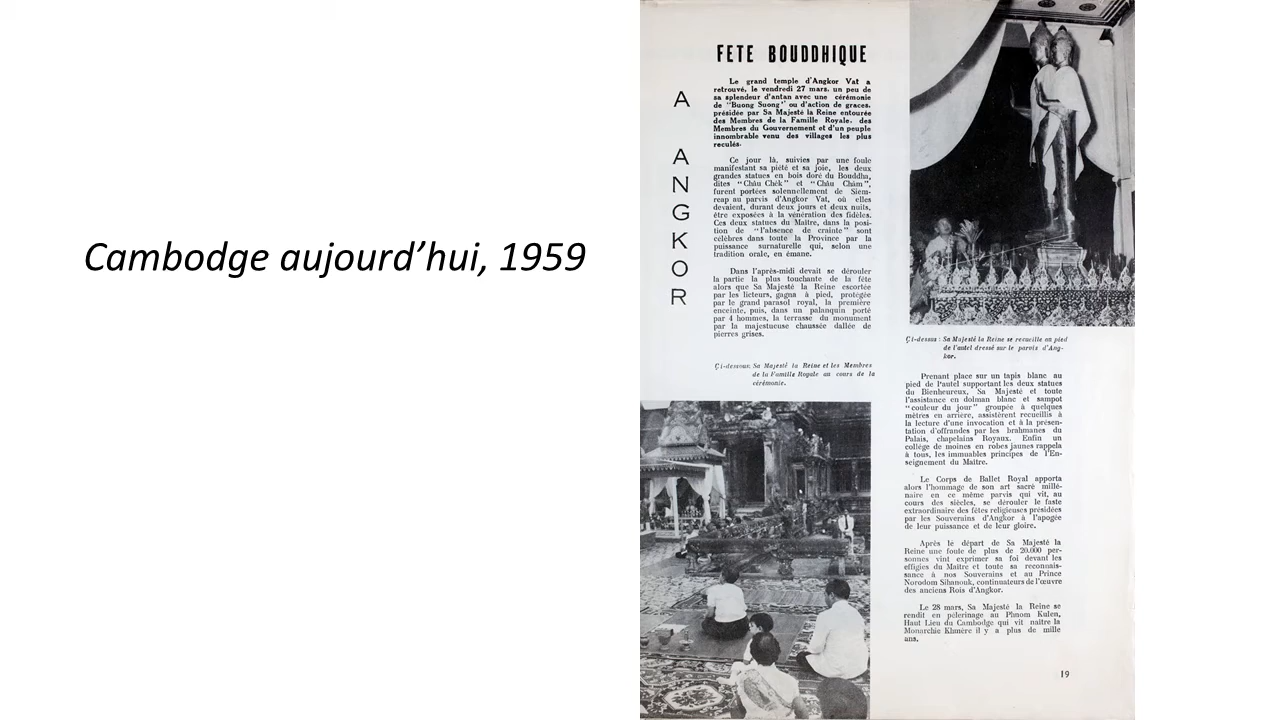 Cambodge aujourd’hui, 1959
FETE BOUDDHIQUE
A
ANGKOR
Le grand temple d'Angkor Vat a
retrouvé, le vendredi 27 mars, un peu de
sa splendeur d'antan avec une cérémonie
de "Buong Suong" ou d'action de graces,
présidée par Sa Majesté la Reine entourée
des Membres de la Famille Royale, des
Membres du Gouvernement et d'un peuple
innombrable venu des villages les plus
reculés.
Ce jour là, suivies par une foule
manifestant sa piété et sa joie, les deux
grandes statues en bois doré du Bouddha,
dites "Châu Chèk" et "Châu Châm",
furent portées solennellement de Siem-
reap au parvis d'Angkor Vat, où elles
devaient, durant deux jours et deux nuits,
être exposées à la vénération des fidèles.
Ces deux statues du Maître, dans la posi-
tion de "l'absence de crainte" sont
célèbres dans toute la Province par la
puissance surnaturelle qui, selon une
tradition orale, en émane.
Dans l'après-midi devait se dérouler
la partie la plus touchante de la fête
alors que Sa Majesté la Reine escortée
par les licteurs, gagna à pied, protégée
par le grand parasol royal, la première
enceinte, puis, dans un palanquin porté
par 4 hommes, la terrasse du monument
par la majestueuse chaussée dallée de
pierres grises.
Çi-dessous: Sa Majesté la Reine et les Membres
de la Famille Royale au cours de la
cérémonie.
Çi-dessus : Sa Majesté la Reine se recueille au pied
de l'autel dressé sur le parvis d'Ang-
kor.
Prenant place sur un tapis blanc au
pied de l'autel supportant les deux statues
du Bienheureux, Sa Majesté et toute
l'assistance en dolman blanc et sampot
"couleur du jour" groupée à quelques
mètres en arrière, assistèrent recueillis à
la lecture d'une invocation et à la présen-
tation d'offrandes par les brahmanes du
Palais, chapelains Royaux. Enfin un
collège de moines en robes jaunes rappela
à tous, les immuables principes de l'En-
seignement du Maître.
Le Corps de Ballet Royal apporta
alors l'hommage de son art sacré millé-
naire en ce même parvis qui vit, au
cours des siècles, se dérouler le faste
extraordinaire des fêtes religieuses présidées
par les Souverains d'Angkor à l'apogée
de leur puissance et de leur gloire.
Après le départ de Sa Majesté la
Reine une foule de plus de 20.000 per-
sonnes vint exprimer sa foi devant les
effigies du Maître et toute sa reconnais-
sance à nos Souverains et au Prince
Norodom Sihanouk, continuateurs de l'œuvre
des anciens Rois d'Angkor.
Le 28 mars, Sa Majesté la Reine se
rendit en pèlerinage au Phnom Kulen,
Haut Lieu du Cambodge qui vit naître la
Monarchie Khmère il y a plus de mille
ans.
19